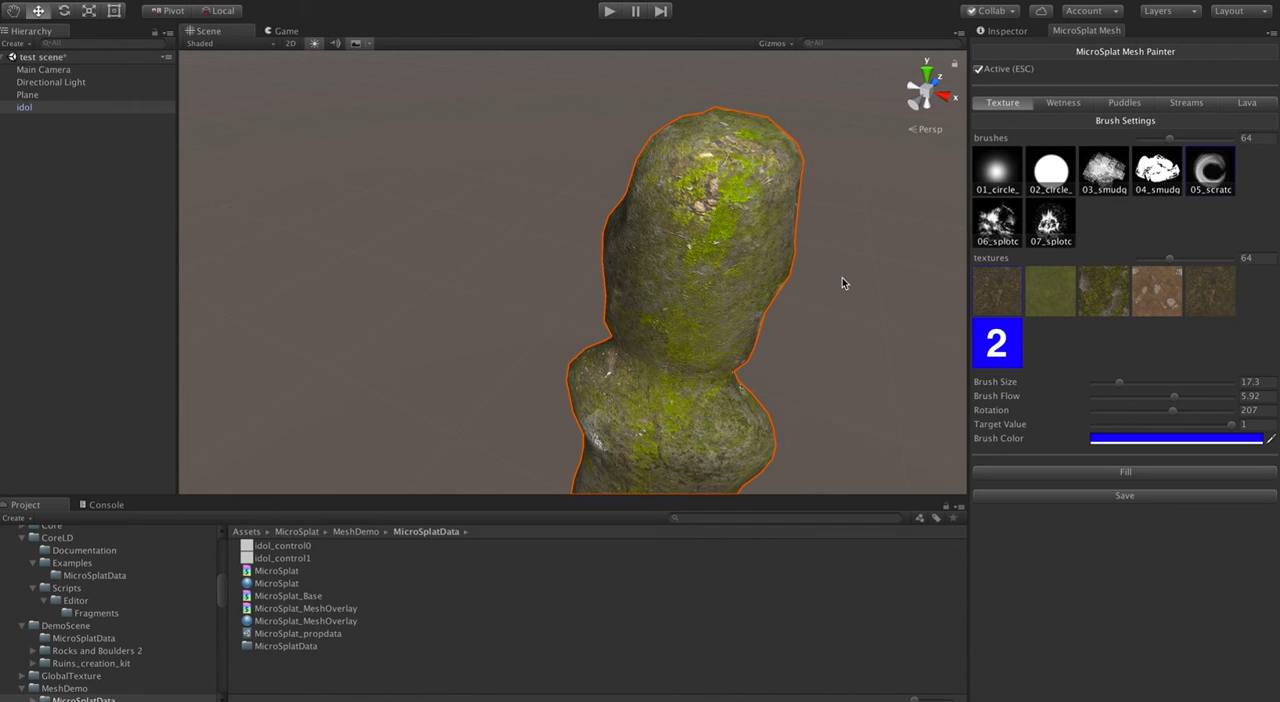 Pivot Local Collab Account Layers Layout
Hierarchy Scene Game Inspector MicroSplat Mesh
Create All Shaded 2D Gizmos All
MicroSplat Mesh Painter
test scene*
Main Camera
Directional Light
Plane
idol
y
z
x
Persp
Active (ESC)
Texture Wetness Puddles Streams Lava
Brush Settings
brushes 64
01_circle_ 02_circle_ 03_smudg 04_smudg 05_scratc
06_splotc 07_splotc
textures 64
2
Brush Size 17.3
Brush Flow 5.92
Rotation 207
Target Value 1
Brush Color
Fill
Save
Project Console
Create
Core
CoreLD
Documentation
Examples
MicroSplatData
Scripts
Editor
Fragments
DemoScene
MicroSplatData
Rocks and Boulders 2
Ruins_creation_kit
GlobalTexture
MeshDemo
MicroSplatData
Assets MicroSplat MeshDemo MicroSplatData
idol_control0
idol_control1
MicroSplat
MicroSplat
MicroSplat_Base
MicroSplat_MeshOverlay
MicroSplat_MeshOverlay
MicroSplat_propdata
MicroSplatData